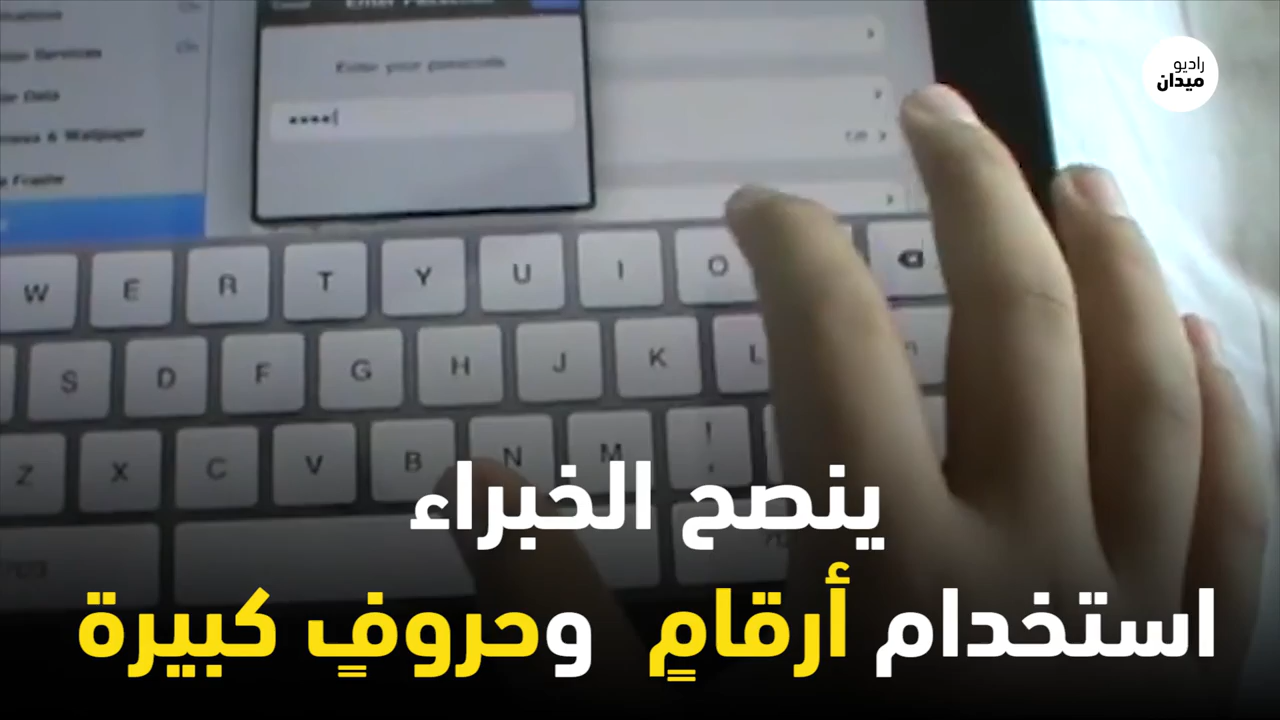 Enter your passcode
راديو
ميدان
W E R T Y U I O
S D F G H J K L
Z X C V B N M !
ينصح الخبراء
استخدام أرقامٍ وحروفٍ كبيرة